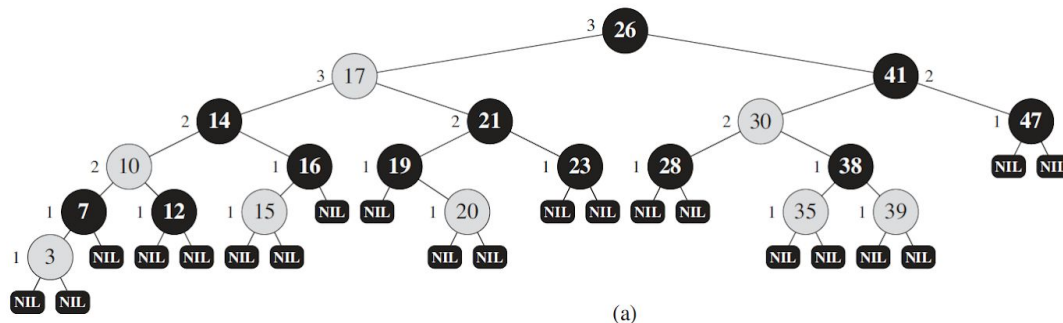 3 26
3 17 41 2
2 14 2 21 2 30 1 47
2 10 1 16 1 19 1 23 1 28 1 38 NIL NIL
1 7 1 12 1 15 NIL NIL 1 20 NIL NIL NIL NIL 1 35 1 39
1 3 NIL NIL NIL NIL NIL NIL NIL NIL NIL NIL NIL
NIL NIL
(a)